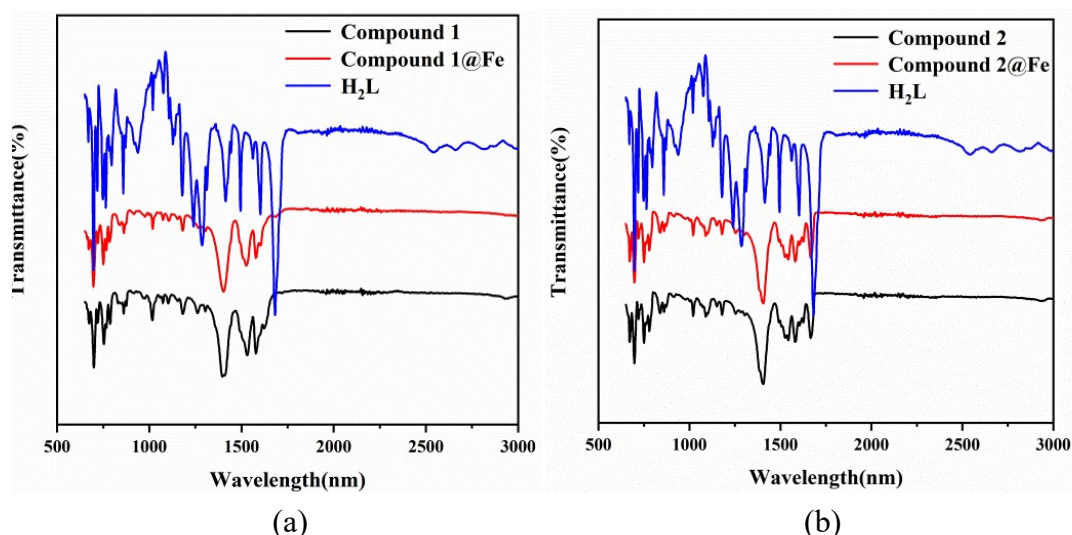 Compound 1
Compound 1@Fe
H₂L
Transmittance(%)
500 1000 1500 2000 2500 3000
Wavelength(nm)
(a)
Compound 2
Compound 2@Fe
H₂L
Transmittance(%)
500 1000 1500 2000 2500 3000
Wavelength(nm)
(b)